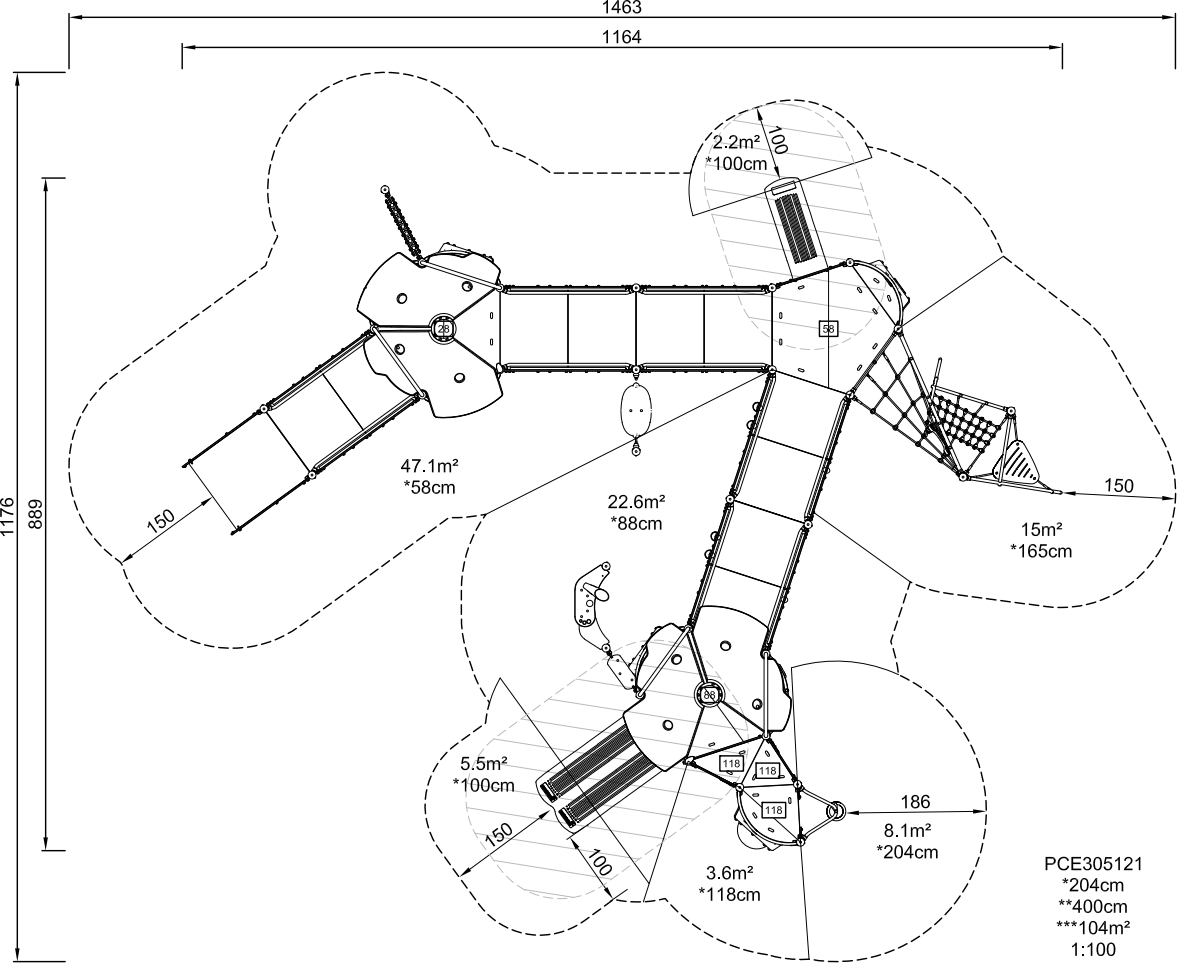 1463
1164
2.2m²
*100cm
100
28
58
1176
889
47.1m²
*58cm
150
22.6m²
*88cm
150
15m²
*165cm
88
118
118
118
5.5m²
*100cm
150
100
186
8.1m²
*204cm
3.6m²
*118cm
PCE305121
*204cm
**400cm
***104m²
1:100